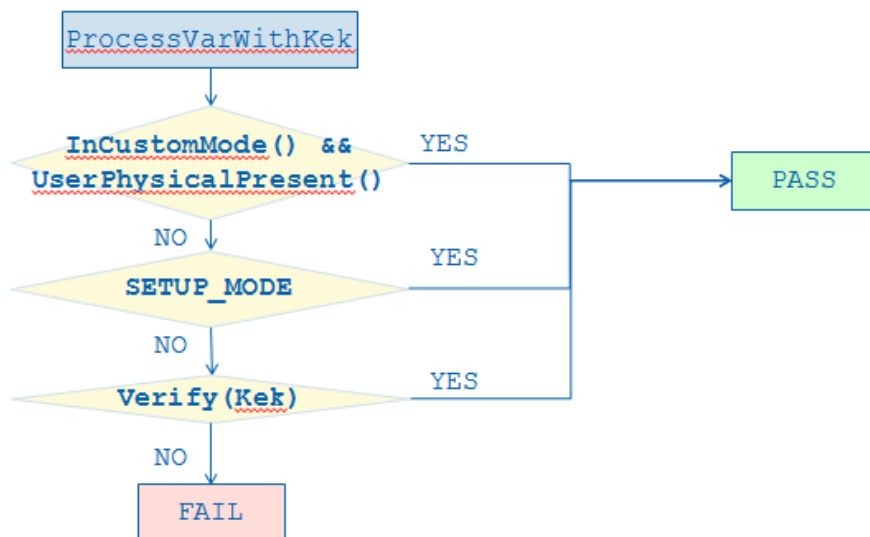 ProcessVarWithKek
InCustomMode() &&
UserPhysicalPresent()
YES
PASS
NO
SETUP_MODE
YES
NO
Verify(Kek)
YES
NO
FAIL